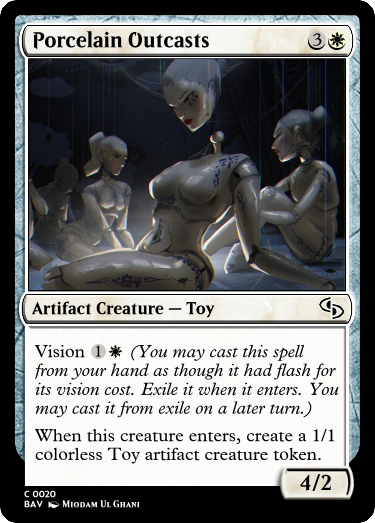 Porcelain Outcasts 3
Artifact Creature — Toy
Vision 1 (You may cast this spell
from your hand as though it had flash for
its vision cost. Exile it when it enters. You
may cast it from exile on a later turn.)
When this creature enters, create a 1/1
colorless Toy artifact creature token.
4/2
C 0020
BAV Miodam Ul Ghani